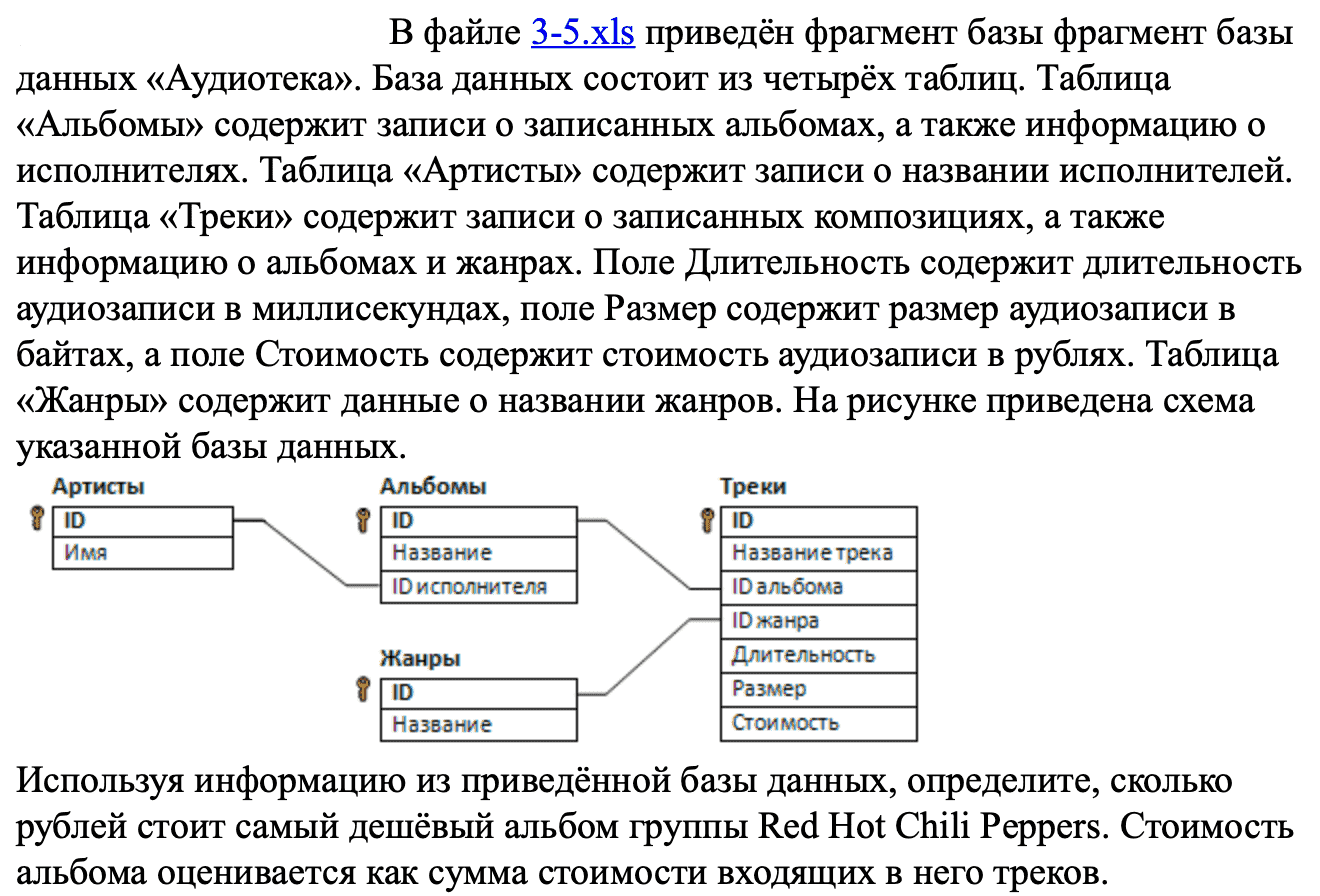 В файле 3-5.xls приведён фрагмент базы фрагмент базы
данных «Аудиотека». База данных состоит из четырёх таблиц. Таблица
«Альбомы» содержит записи о записанных альбомах, а также информацию о
исполнителях. Таблица «Артисты» содержит записи о названии исполнителей.
Таблица «Треки» содержит записи о записанных композициях, а также
информацию о альбомах и жанрах. Поле Длительность содержит длительность
аудиозаписи в миллисекундах, поле Размер содержит размер аудиозаписи в
байтах, а поле Стоимость содержит стоимость аудиозаписи в рублях. Таблица
«Жанры» содержит данные о названии жанров. На рисунке приведена схема
указанной базы данных.
Артисты
ID
Имя
Альбомы
ID
Название
ID исполнителя
Жанры
ID
Название
Треки
ID
Название трека
ID альбома
ID жанра
Длительность
Размер
Стоимость
Используя информацию из приведённой базы данных, определите, сколько
рублей стоит самый дешёвый альбом группы Red Hot Chili Peppers. Стоимость
альбома оценивается как сумма стоимости входящих в него треков.